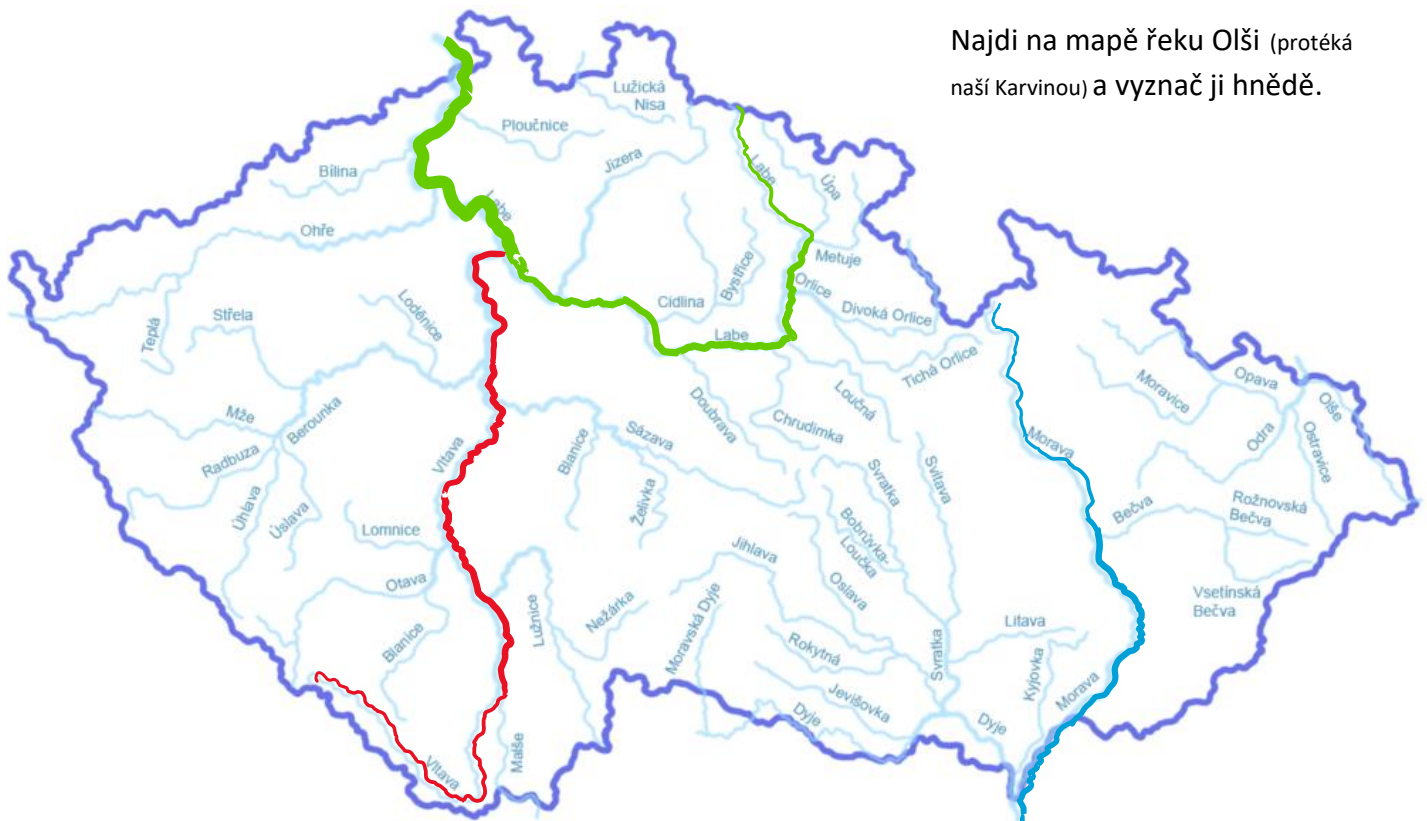 Najdi na mapě řeku Olši (protéká
naší Karvinou) a vyznač ji hnědě.
Lužická
Nisa
Ploučnice
Jizera
Labe
Úpa
Bílina
Labe
Ohře
Metuje
Bystřice
Orlice
Cidlina
Divoká Orlice
Labe
Loděnice
Střela
Teplá
Tichá Orlice
Loučná
Moravice
Opava
Olše
Mže
Berounka
Doubrava
Chrudimka
Odra
Ostravice
Radbuza
Vltava
Blanice
Sázava
Morava
Svratka
Svitava
Úhlava
Úslava
Želivka
Bečva
Rožnovská
Bečva
Lomnice
Bobrůvka-
Loučka
Jihlava
Otava
Oslava
Vsetínská
Bečva
Blanice
Lužnice
Nežárka
Moravská Dyje
Rokytná
Svratka
Litava
Kyjovka
Morava
Jevišovka
Dyje
Dyje
Vltava
Malše